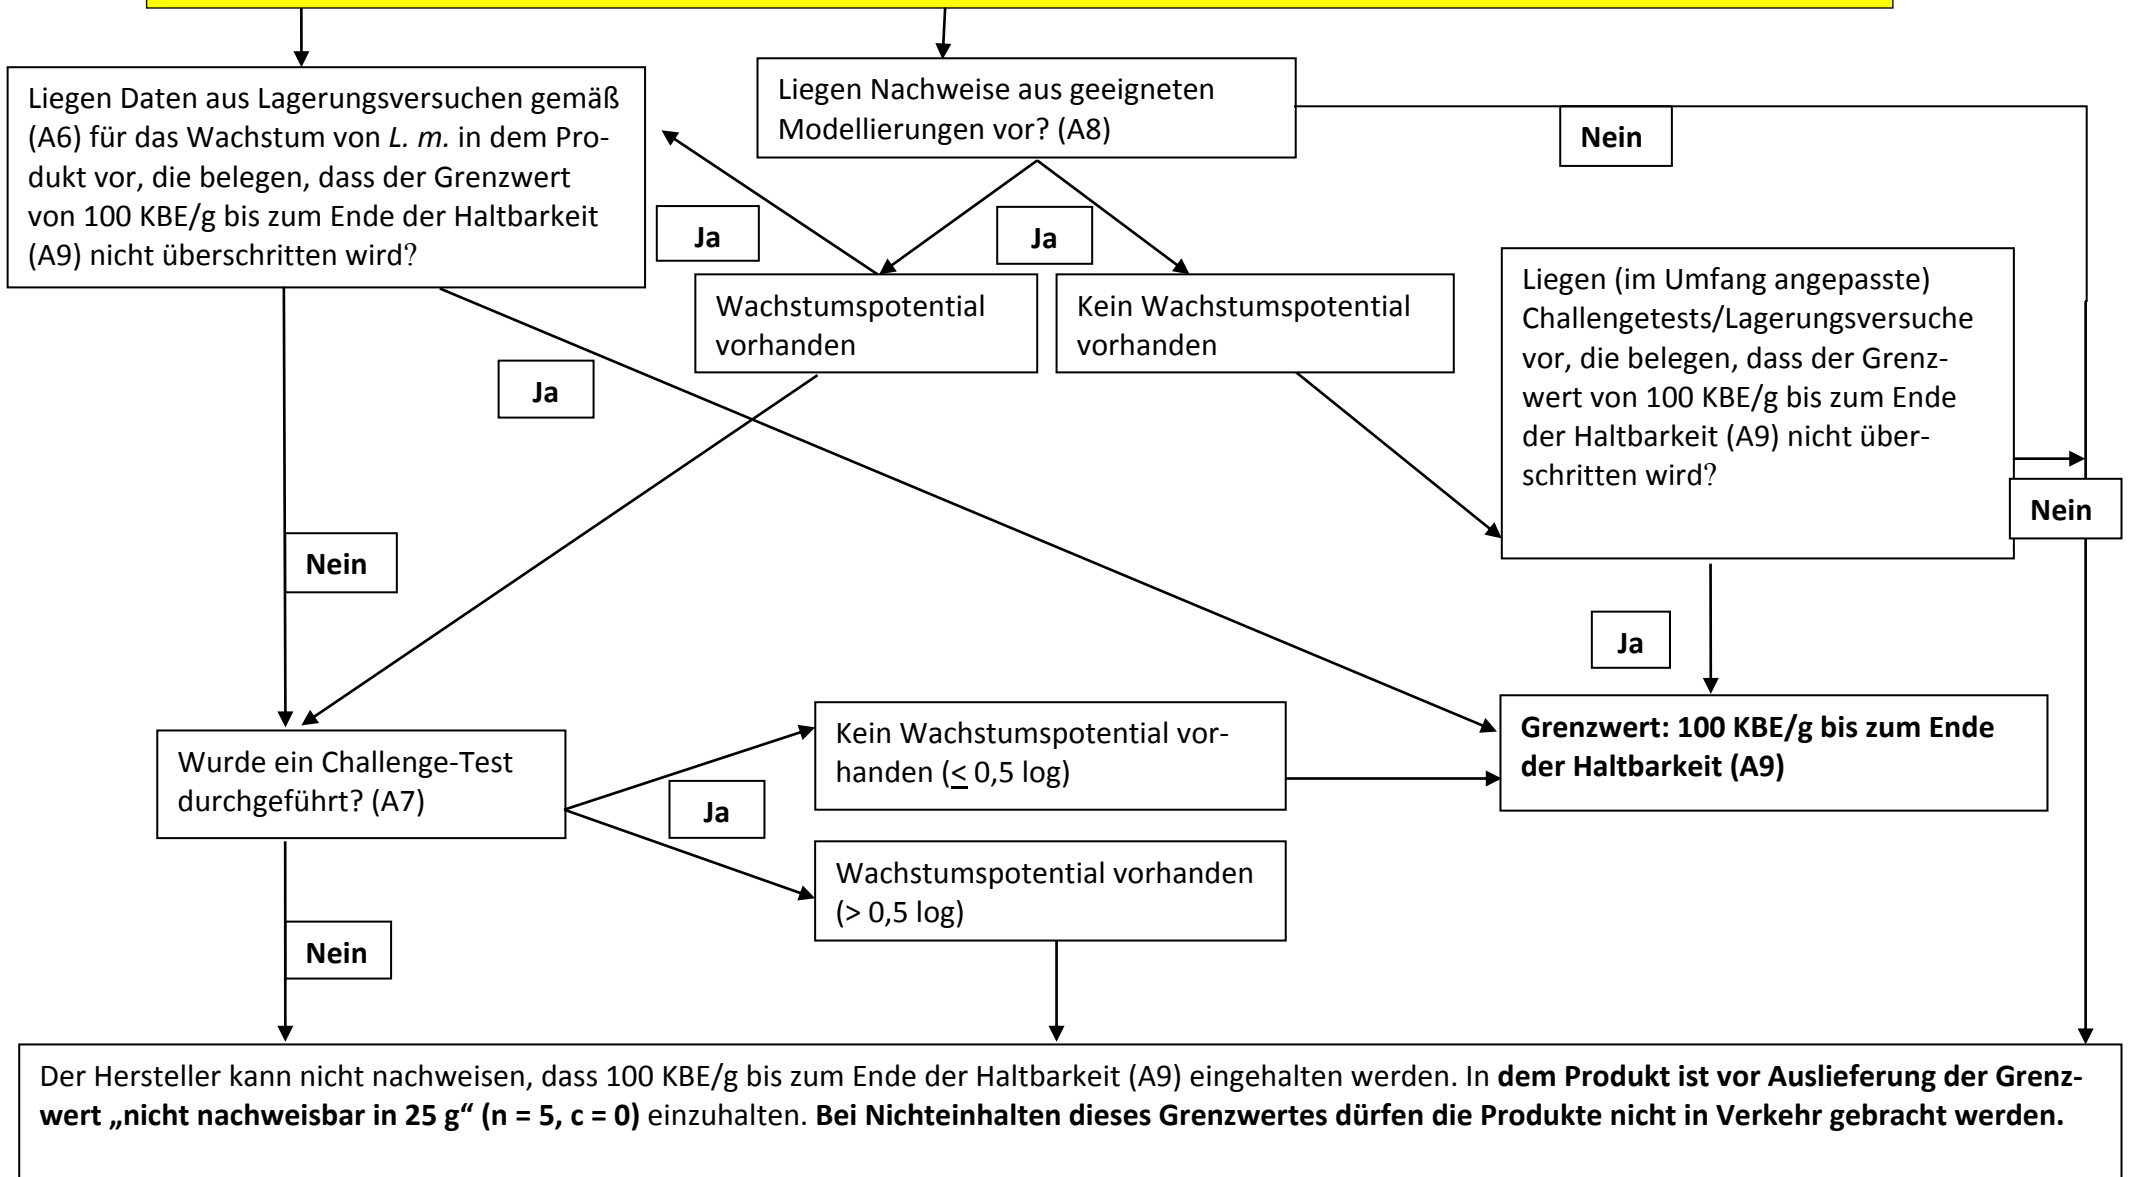 Liegen Daten aus Lagerungsversuchen gemäß
(A6) für das Wachstum von L. m. in dem Pro-
dukt vor, die belegen, dass der Grenzwert
von 100 KBE/g bis zum Ende der Haltbarkeit
(A9) nicht überschritten wird?
Liegen Nachweise aus geeigneten
Modellierungen vor? (A8)
Nein
Ja
Ja
Wachstumspotential
vorhanden
Kein Wachstumspotential
vorhanden
Liegen (im Umfang angepasste)
Challengetests/Lagerungsversuche
vor, die belegen, dass der Grenz-
wert von 100 KBE/g bis zum Ende
der Haltbarkeit (A9) nicht über-
schritten wird?
Ja
Nein
Nein
Ja
Wurde ein Challenge-Test
durchgeführt? (A7)
Kein Wachstumspotential vor-
handen (≤ 0,5 log)
Ja
Grenzwert: 100 KBE/g bis zum Ende
der Haltbarkeit (A9)
Wachstumspotential vorhanden
(> 0,5 log)
Nein
Der Hersteller kann nicht nachweisen, dass 100 KBE/g bis zum Ende der Haltbarkeit (A9) eingehalten werden. In dem Produkt ist vor Auslieferung der Grenz-
wert „nicht nachweisbar in 25 g“ (n = 5, c = 0) einzuhalten. Bei Nichteinhalten dieses Grenzwertes dürfen die Produkte nicht in Verkehr gebracht werden.